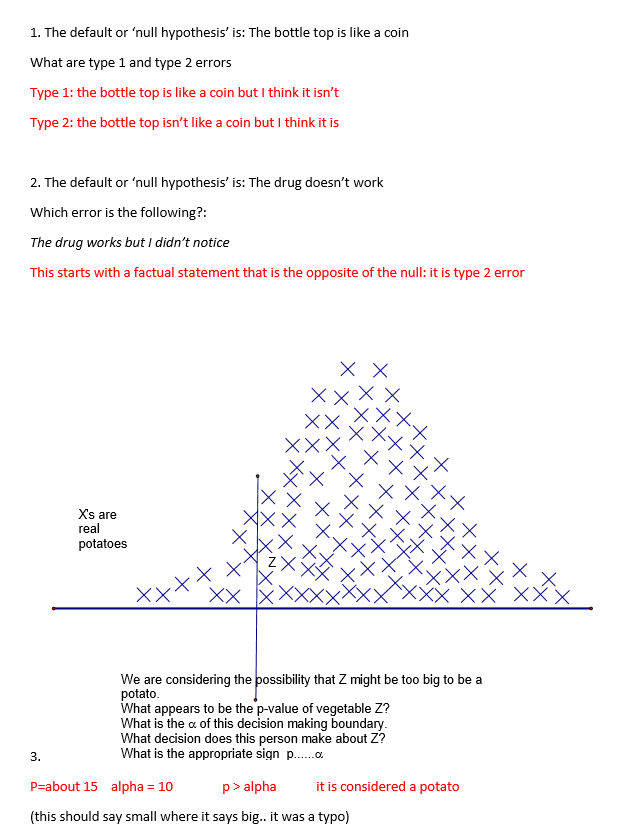 1. The default or ‘null hypothesis’ is: The bottle top is like a coin
What are type 1 and type 2 errors
Type 1: the bottle top is like a coin but I think it isn’t
Type 2: the bottle top isn’t like a coin but I think it is
2. The default or ‘null hypothesis’ is: The drug doesn’t work
Which error is the following?:
The drug works but I didn’t notice
This starts with a factual statement that is the opposite of the null: it is type 2 error
X's are
real
potatoes
Z
We are considering the possibility that Z might be too big to be a
potato.
What appears to be the p-value of vegetable Z?
What is the α of this decision making boundary.
What decision does this person make about Z?
What is the appropriate sign p......α
3.
P=about 15 alpha = 10 p > alpha it is considered a potato
(this should say small where it says big.. it was a typo)